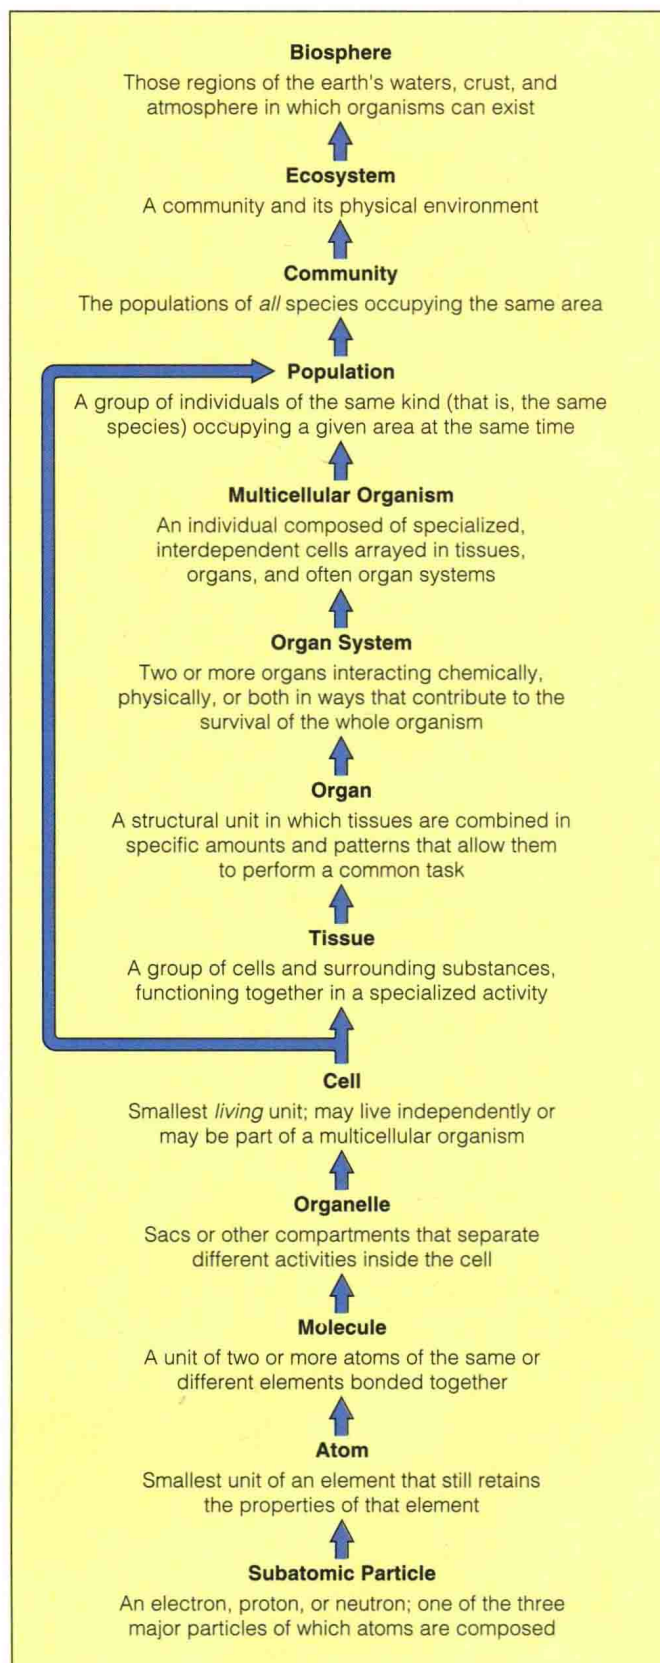 Biosphere
Those regions of the earth's waters, crust, and
atmosphere in which organisms can exist
Ecosystem
A community and its physical environment
Community
The populations of all species occupying the same area
Population
A group of individuals of the same kind (that is, the same
species) occupying a given area at the same time
Multicellular Organism
An individual composed of specialized,
interdependent cells arrayed in tissues,
organs, and often organ systems
Organ System
Two or more organs interacting chemically,
physically, or both in ways that contribute to the
survival of the whole organism
Organ
A structural unit in which tissues are combined in
specific amounts and patterns that allow them
to perform a common task
Tissue
A group of cells and surrounding substances,
functioning together in a specialized activity
Cell
Smallest living unit; may live independently or
may be part of a multicellular organism
Organelle
Sacs or other compartments that separate
different activities inside the cell
Molecule
A unit of two or more atoms of the same or
different elements bonded together
Atom
Smallest unit of an element that still retains
the properties of that element
Subatomic Particle
An electron, proton, or neutron; one of the three
major particles of which atoms are composed